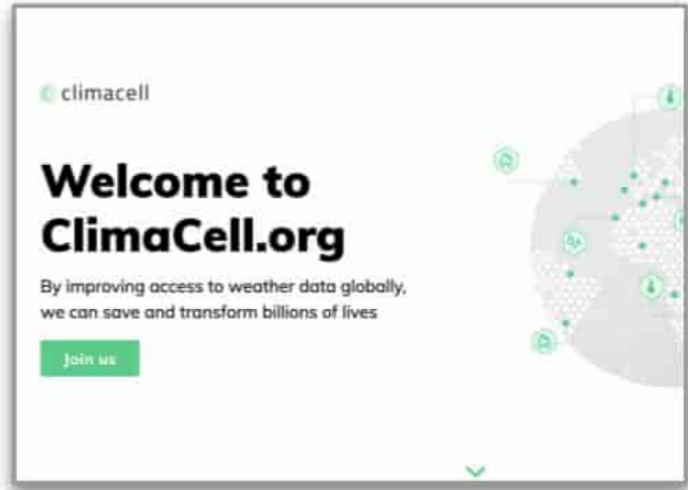 climacell
Welcome to
ClimaCell.org
By improving access to weather data globally,
we can save and transform billions of lives
Join us